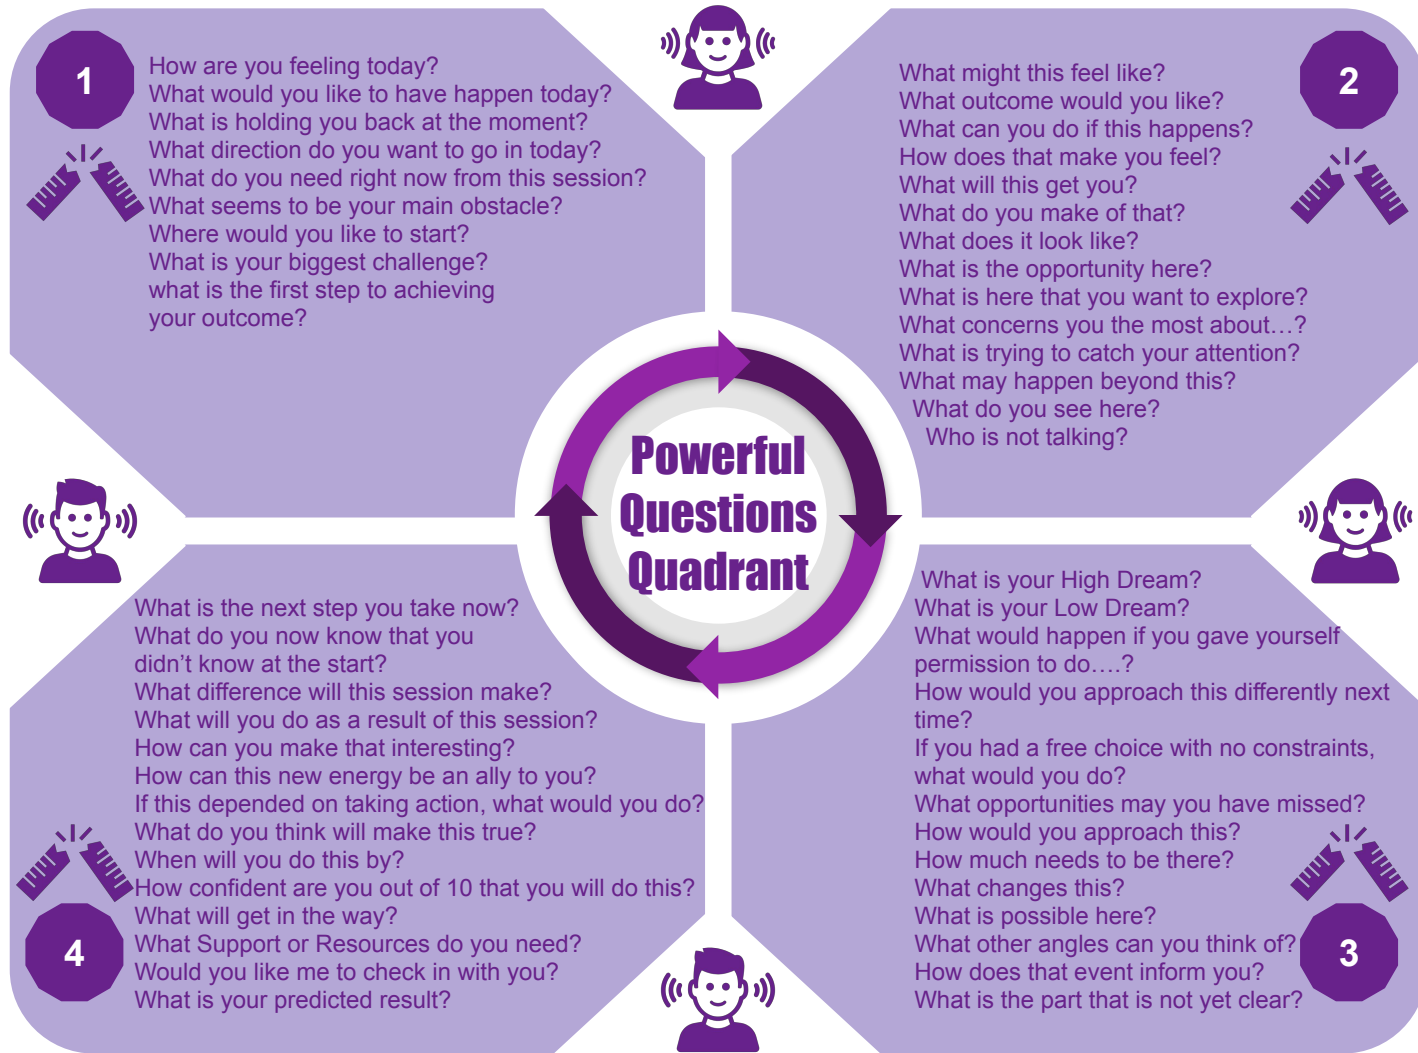 1
How are you feeling today?
What would you like to have happen today?
What is holding you back at the moment?
What direction do you want to go in today?
What do you need right now from this session?
What seems to be your main obstacle?
Where would you like to start?
What is your biggest challenge?
what is the first step to achieving
your outcome?
2
What might this feel like?
What outcome would you like?
What can you do if this happens?
How does that make you feel?
What will this get you?
What do you make of that?
What does it look like?
What is the opportunity here?
What is here that you want to explore?
What concerns you the most about…?
What is trying to catch your attention?
What may happen beyond this?
What do you see here?
Who is not talking?
Powerful
Questions
Quadrant
What is your High Dream?
What is your Low Dream?
What would happen if you gave yourself
permission to do….?
How would you approach this differently next
time?
If you had a free choice with no constraints,
what would you do?
What opportunities may you have missed?
How would you approach this?
How much needs to be there?
What changes this?
What is possible here?
What other angles can you think of?
How does that event inform you?
What is the part that is not yet clear?
3
What is the next step you take now?
What do you now know that you
didn’t know at the start?
What difference will this session make?
What will you do as a result of this session?
How can you make that interesting?
How can this new energy be an ally to you?
If this depended on taking action, what would you do?
What do you think will make this true?
When will you do this by?
How confident are you out of 10 that you will do this?
What will get in the way?
What Support or Resources do you need?
Would you like me to check in with you?
What is your predicted result?
4